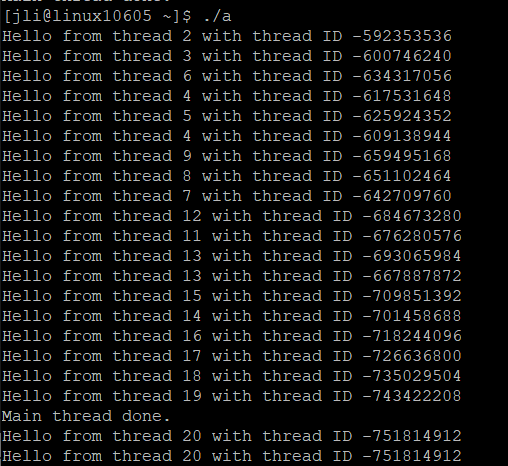 [jli@linux10605 ~]$ ./a
Hello from thread 2 with thread ID -592353536
Hello from thread 3 with thread ID -600746240
Hello from thread 6 with thread ID -634317056
Hello from thread 4 with thread ID -617531648
Hello from thread 5 with thread ID -625924352
Hello from thread 4 with thread ID -609138944
Hello from thread 9 with thread ID -659495168
Hello from thread 8 with thread ID -651102464
Hello from thread 7 with thread ID -642709760
Hello from thread 12 with thread ID -684673280
Hello from thread 11 with thread ID -676280576
Hello from thread 13 with thread ID -693065984
Hello from thread 13 with thread ID -667887872
Hello from thread 15 with thread ID -709851392
Hello from thread 14 with thread ID -701458688
Hello from thread 16 with thread ID -718244096
Hello from thread 17 with thread ID -726636800
Hello from thread 18 with thread ID -735029504
Hello from thread 19 with thread ID -743422208
Main thread done.
Hello from thread 20 with thread ID -751814912
Hello from thread 20 with thread ID -751814912